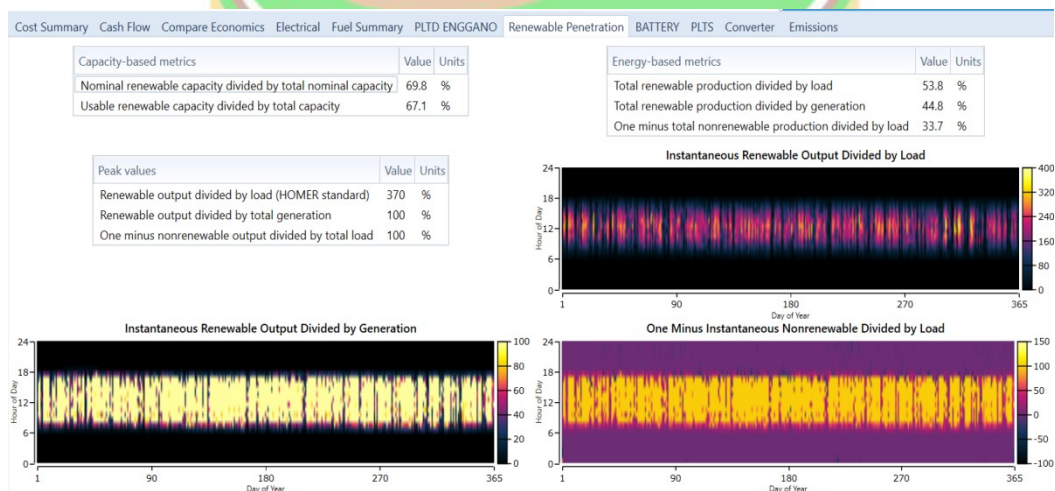 Cost Summary Cash Flow Compare Economics Electrical Fuel Summary PLTD ENGGANO Renewable Penetration BATTERY PLTS Converter Emissions
Capacity-based metrics Value Units
Nominal renewable capacity divided by total nominal capacity 69.8 %
Usable renewable capacity divided by total capacity 67.1 %
Energy-based metrics Value Units
Total renewable production divided by load 53.8 %
Total renewable production divided by generation 44.8 %
One minus total nonrenewable production divided by load 33.7 %
Peak values Value Units
Renewable output divided by load (HOMER standard) 370 %
Renewable output divided by total generation 100 %
One minus nonrenewable output divided by total load 100 %
Instantaneous Renewable Output Divided by Load
Hour of Day
24
18
12
6
0
1 90 180 270 365
Day of Year
400
320
240
160
80
0
Instantaneous Renewable Output Divided by Generation
Hour of Day
24
18
12
6
0
1 90 180 270 365
Day of Year
100
80
60
40
20
0
One Minus Instantaneous Nonrenewable Divided by Load
Hour of Day
24
18
12
6
0
1 90 180 270 365
Day of Year
150
100
50
0
-50
-100